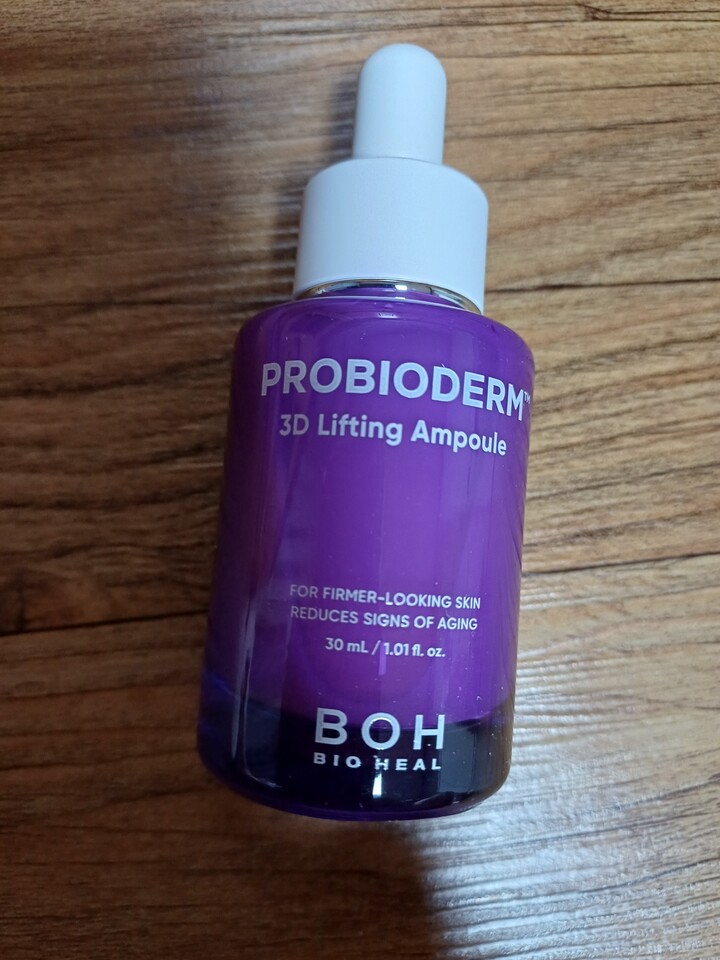 PROBIODERM™
3D Lifting Ampoule
FOR FIRMER-LOOKING SKIN
REDUCES SIGNS OF AGING
30 mL / 1.01 fl. oz.
BOH
BIO HEAL